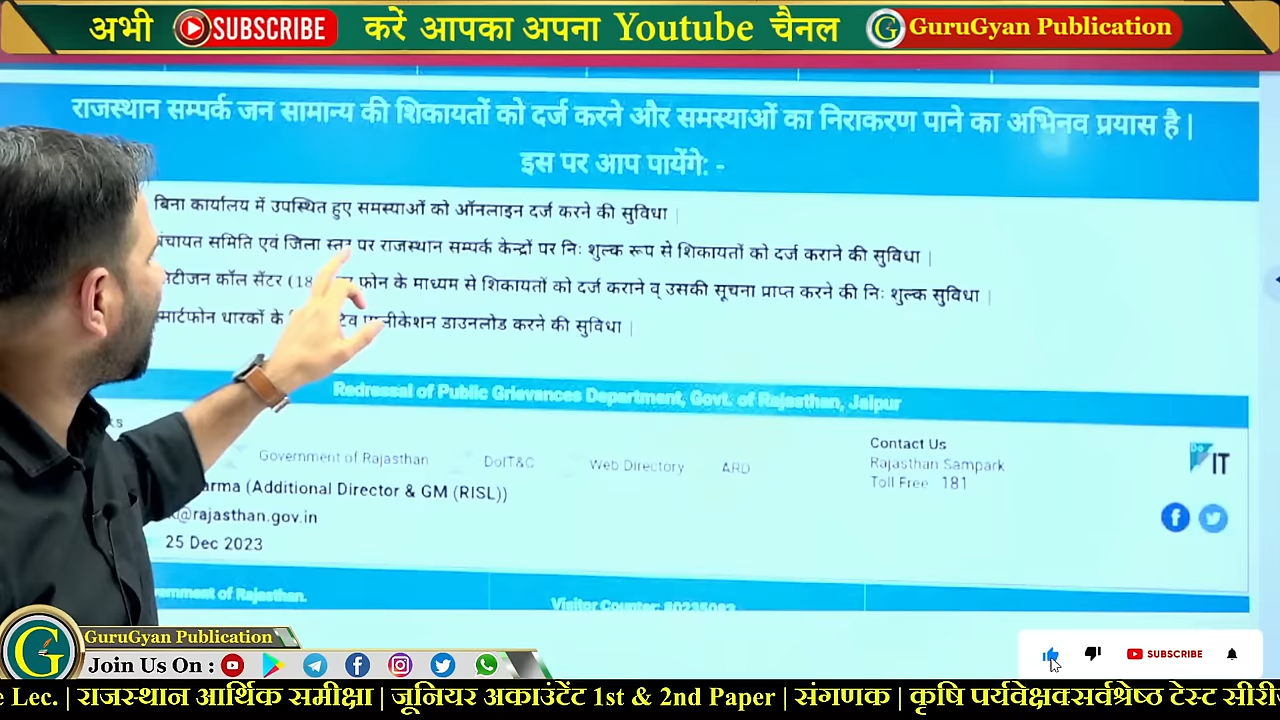 अभी SUBSCRIBE करें आपका अपना Youtube चैनल GuruGyan Publication
राजस्थान सम्पर्क जन सामान्य की शिकायतों को दर्ज करने और समस्याओं का निराकरण पाने का अभिनव प्रयास है |
इस पर आप पायेंगे: -
बिना कार्यालय में उपस्थित हुए समस्याओं को ऑनलाइन दर्ज करने की सुविधा |
पंचायत समिति एवं जिला स्तर पर राजस्थान सम्पर्क केन्द्रों पर निः शुल्क रूप से शिकायतों को दर्ज कराने की सुविधा |
कॉल सेंटर (18 फ़ोन के माध्यम से शिकायतों को दर्ज कराने व् उसकी सूचना प्राप्त करने की निः शुल्क सुविधा |
धारकों के डाउनलोड करने की सुविधा |
Redressal of Public Grievances Department, Govt. of Rajasthan, Jaipur
Government of Rajasthan DoIT&C Web Directory ARD
(Additional Director & GM (RISL))
@rajasthan.gov.in
25 Dec 2023
Contact Us
Rajasthan Sampark
Toll Free 181
DoIT
of Rajasthan.
Visitor Counter:
GuruGyan Publication
Join Us On :
SUBSCRIBE
Lec. | राजस्थान आर्थिक समीक्षा | जूनियर अकाउंटेंट 1st & 2nd Paper | संगणक | कृषि पर्यवेक्षक सर्वश्रेष्ठ टेस्ट सीरी